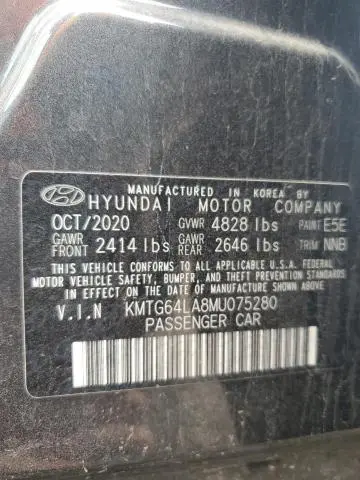 MANUFACTURED IN KOREA BY
HYUNDAI MOTOR COMPANY
OCT/2020 GVWR 4828 lbs PAINT E5E
GAWR FRONT 2414 lbs GAWR REAR 2646 lbs TRIM NNB
THIS VEHICLE CONFORMS TO ALL APPLICABLE U.S.A. FEDERAL
MOTOR VEHICLE SAFETY, BUMPER, AND THEFT PREVENTION STANDARDS
IN EFFECT ON THE DATE OF MANUFACTURE SHOWN ABOVE.
V.I.N KMTG64LA8MU075280
PASSENGER CAR